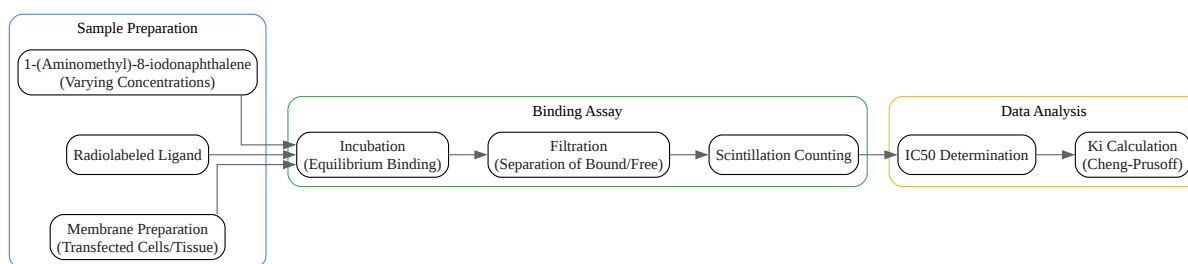 Sample Preparation
1-(Aminomethyl)-8-iodonaphthalene
(Varying Concentrations)
Radiolabeled Ligand
Membrane Preparation
(Transfected Cells/Tissue)
Binding Assay
Incubation
(Equilibrium Binding)
Filtration
(Separation of Bound/Free)
Scintillation Counting
Data Analysis
IC50 Determination
Ki Calculation
(Cheng-Prusoff)